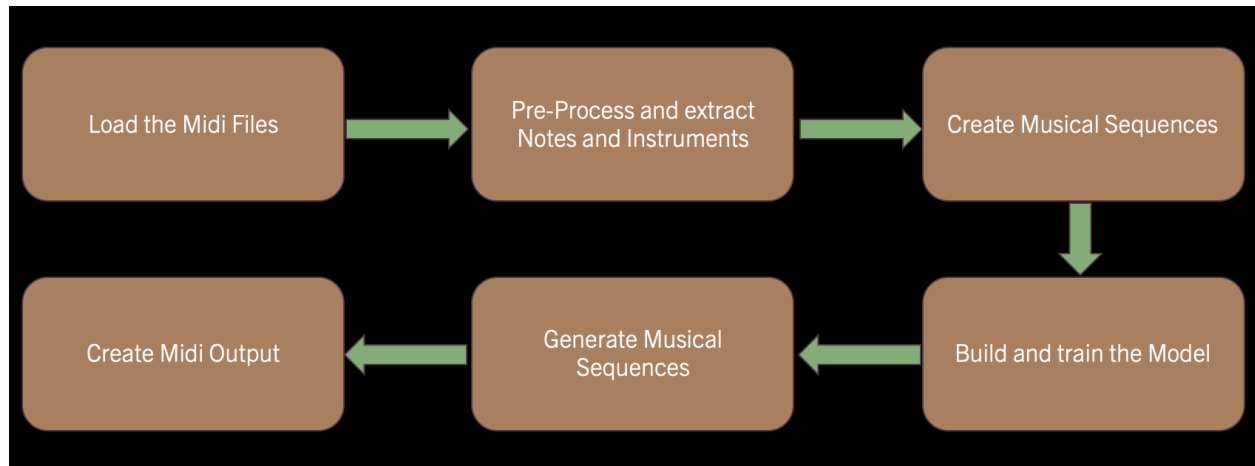 Load the Midi Files
Pre-Process and extract
Notes and Instruments
Create Musical Sequences
Build and train the Model
Generate Musical
Sequences
Create Midi Output